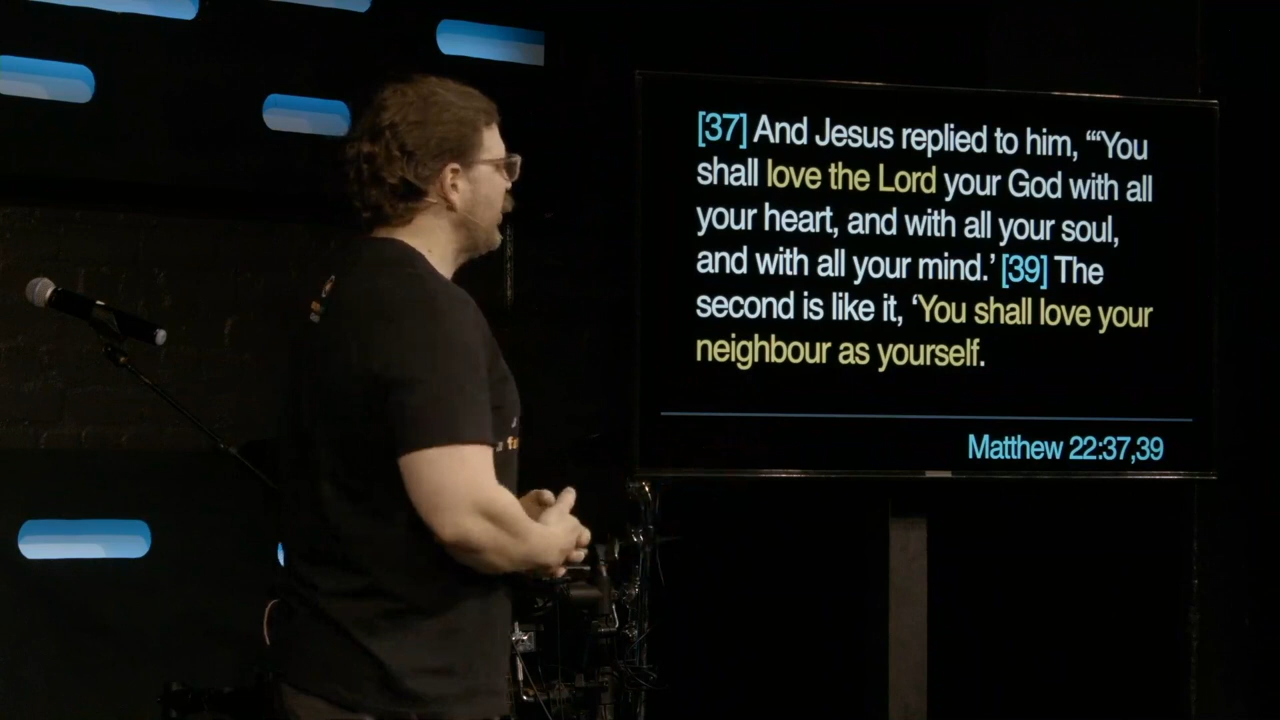 [37] And Jesus replied to him, “‘You
shall love the Lord your God with all
your heart, and with all your soul,
and with all your mind.’ [39] The
second is like it, ‘You shall love your
neighbour as yourself.
Matthew 22:37,39